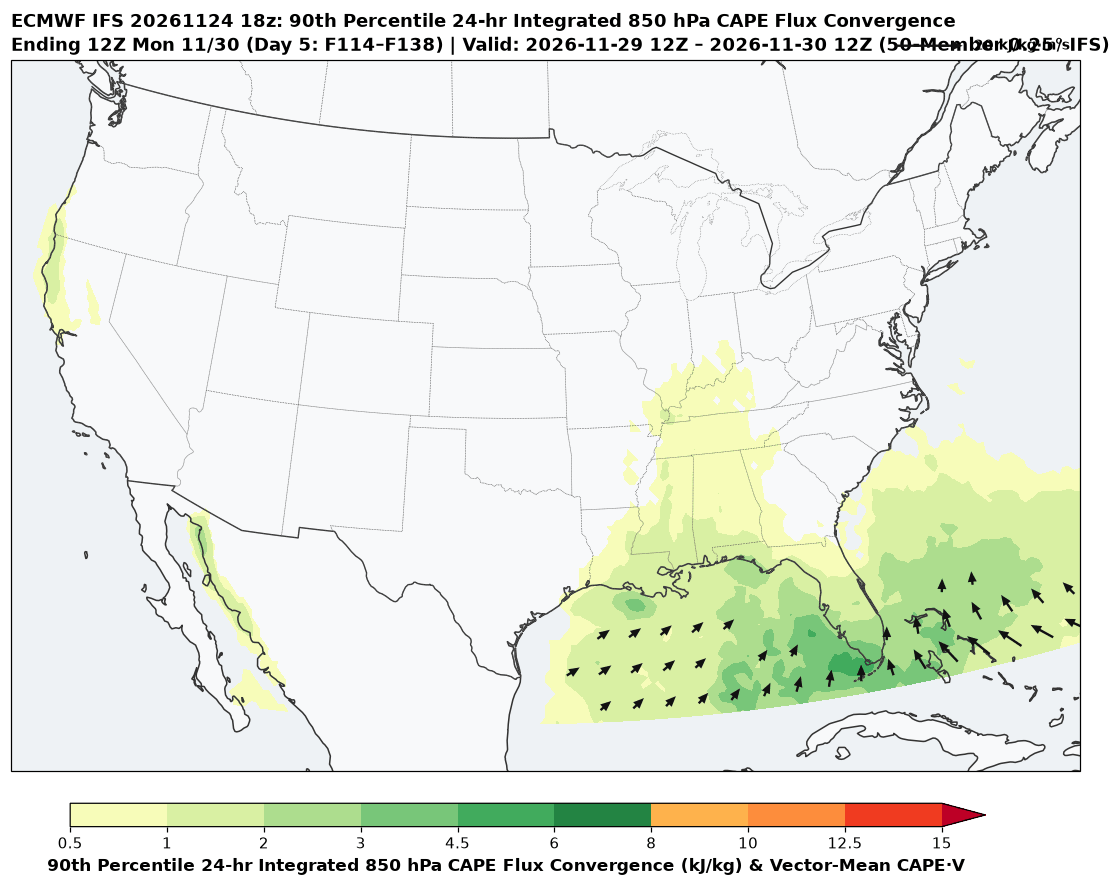 ECMWF IFS 20261124 18z: 90th Percentile 24-hr Integrated 850 hPa CAPE Flux Convergence
Ending 12Z Mon 11/30 (Day 5: F114–F138) | Valid: 2026-11-29 12Z – 2026-11-30 12Z (50-Member 0.25° IFS)
0.5 1 2 3 4.5 6 8 10 12.5 15
90th Percentile 24-hr Integrated 850 hPa CAPE Flux Convergence (kJ/kg) & Vector-Mean CAPE·V